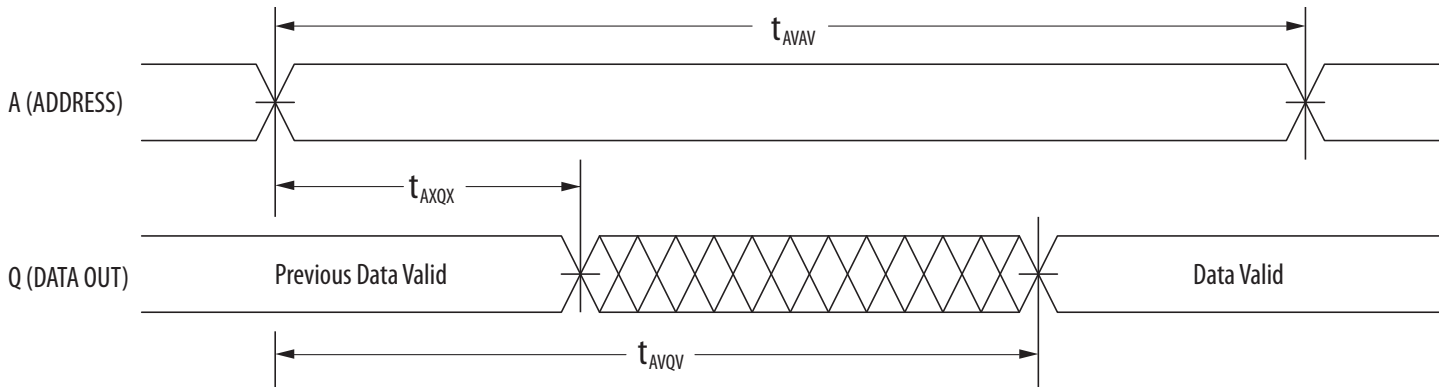 tAVAV
A (ADDRESS)
tAXQX
Q (DATA OUT)
Previous Data Valid
Data Valid
tAVQV